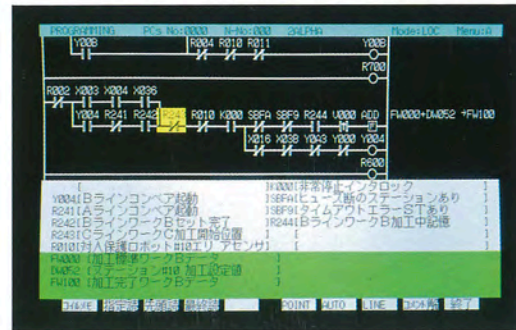 PROGRAMMING PCs No:0000 N-No:000 2ALPHA Mode:LOC Menu:A
Y00B R004 R010 R011 Y00B
R700
R002 X003 X004 X036
Y004 R241 R242 R243 R010 K000 SBFA SBF9 R244 V000 ADD FW000+DW052 →FW100
X016 X03B Y0A3 Y000 Y004
R600
[ ]K000[非常停止インタロック ]
Y004[Bラインコンベア起動 ]SBFA[ヒューズ断のステーションあり ]
R241[Aラインコンベア起動 ]SBF9[タイムアウトエラーSTあり ]
R242[BラインワークBセット完了 ]R244[BラインワークB加工中記憶 ]
R243[CラインワークC加工開始位置 ] [ ]
R010[対人保護ロボット#10エリアセンサ] [ ]
FW000 [加工標準ワークBデータ ]
DW052 [ステーション#10 加工設定値 ]
FW100 [加工完了ワークBデータ ]
POINT AUTO LINE 終了